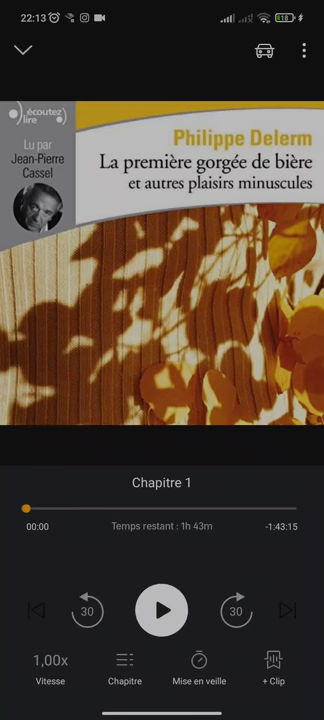 22:13
18
écoutez
lire
Lu par
Jean-Pierre
Cassel
Philippe Delerm
La première gorgée de bière
et autres plaisirs minuscules
Chapitre 1
00:00
Temps restant : 1h 43m
-1:43:15
30
30
1,00x
Vitesse
Chapitre
Mise en veille
+ Clip